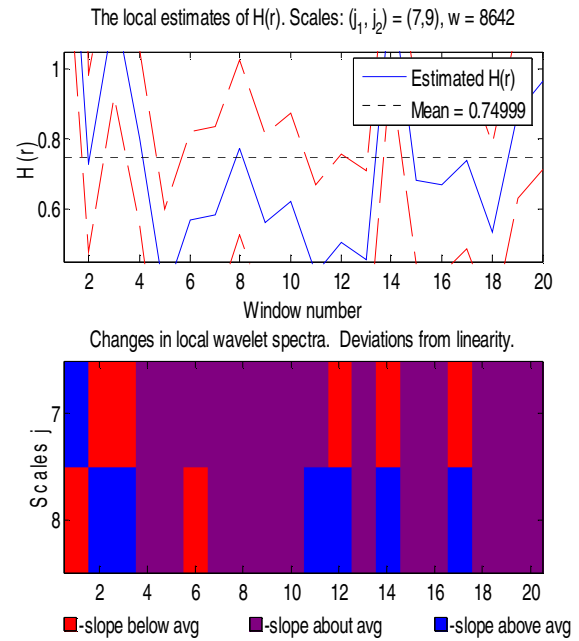 The local estimates of H(r). Scales: (j1, j2) = (7,9), w = 8642
1
0.8
0.6
H(r)
Estimated H(r)
Mean = 0.74999
2 4 6 8 10 12 14 16 18 20
Window number
Changes in local wavelet spectra. Deviations from linearity.
7
8
Scales j
2 4 6 8 10 12 14 16 18 20
-slope below avg -slope about avg -slope above avg